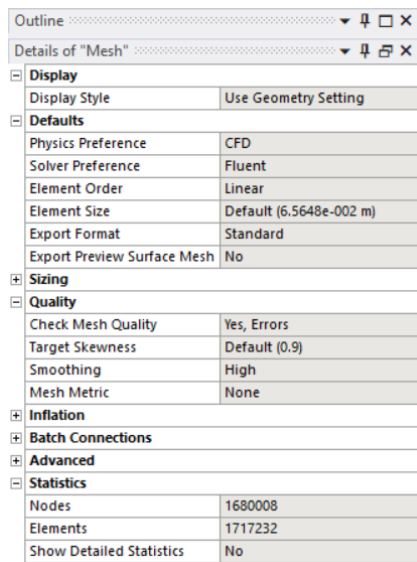 Outline
Details of "Mesh"
Display
Display Style Use Geometry Setting
Defaults
Physics Preference CFD
Solver Preference Fluent
Element Order Linear
Element Size Default (6.5648e-002 m)
Export Format Standard
Export Preview Surface Mesh No
Sizing
Quality
Check Mesh Quality Yes, Errors
Target Skewness Default (0.9)
Smoothing High
Mesh Metric None
Inflation
Batch Connections
Advanced
Statistics
Nodes 1680008
Elements 1717232
Show Detailed Statistics No